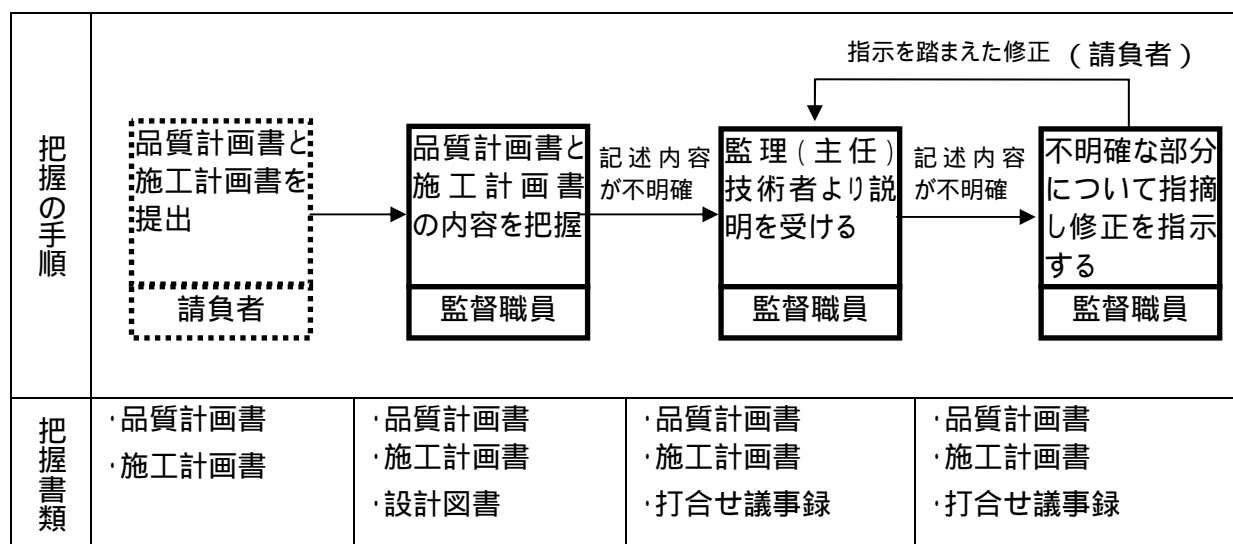 把握の手順
指示を踏まえた修正 (請負者)
品質計画書と
施工計画書を
提出
請負者
品質計画書と
施工計画書
の内容を把握
監督職員
記述内容
が不明確
監理(主任)
技術者より説
明を受ける
監督職員
記述内容
が不明確
不明確な部分
について指摘
し修正を指示
する
監督職員
把握書類
・品質計画書
・施工計画書
・品質計画書
・施工計画書
・設計図書
・品質計画書
・施工計画書
・打合せ議事録
・品質計画書
・施工計画書
・打合せ議事録